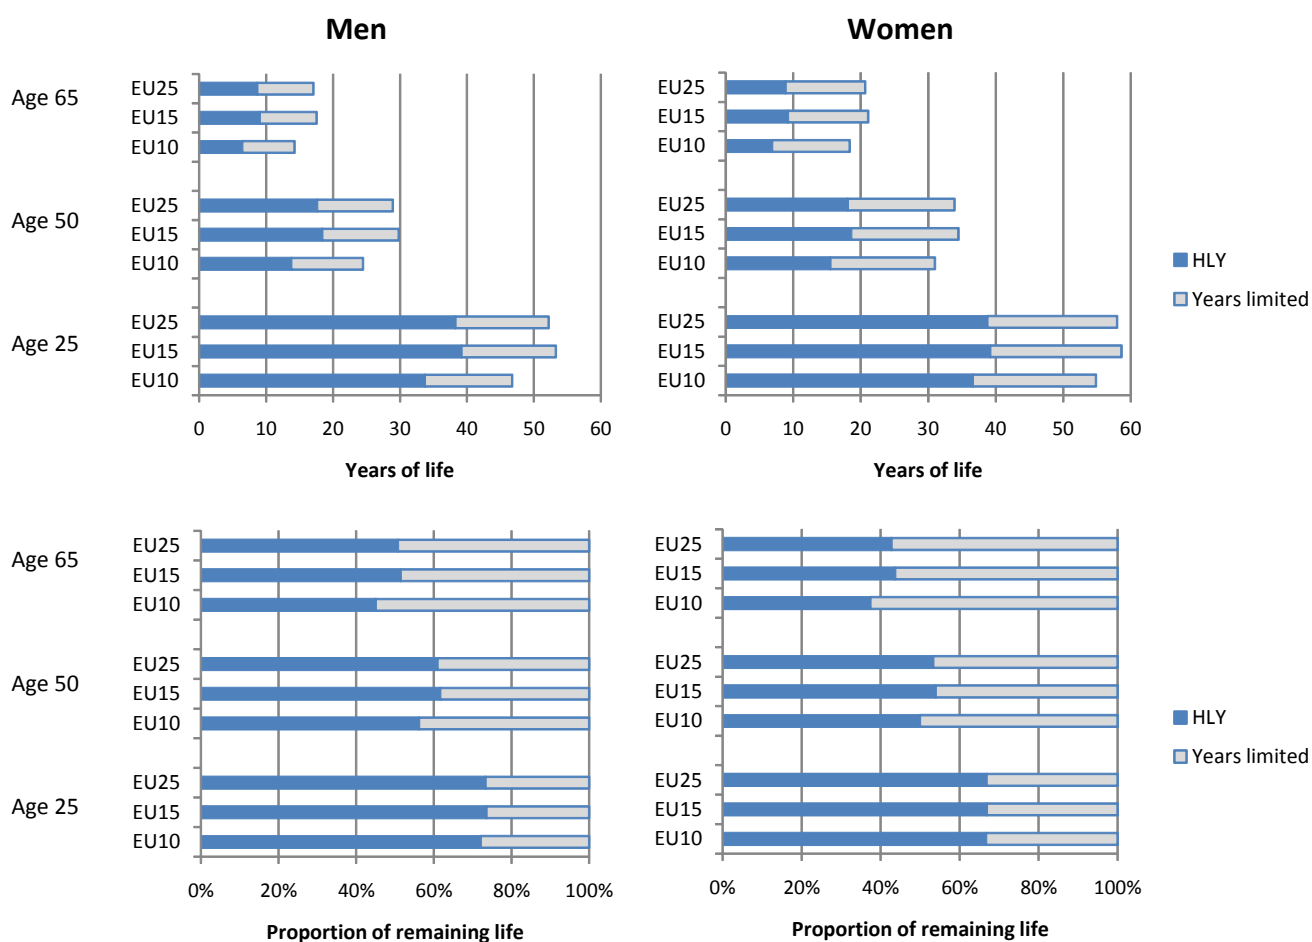 Men
Women
Age 65
EU25
EU15
EU10
EU25
EU15
EU10
Age 50
EU25
EU15
EU10
EU25
EU15
EU10
HLY
Years limited
Age 25
EU25
EU15
EU10
EU25
EU15
EU10
0 10 20 30 40 50 60
0 10 20 30 40 50 60
Years of life
Years of life
Age 65
EU25
EU15
EU10
EU25
EU15
EU10
Age 50
EU25
EU15
EU10
EU25
EU15
EU10
HLY
Years limited
Age 25
EU25
EU15
EU10
EU25
EU15
EU10
0% 20% 40% 60% 80% 100%
0% 20% 40% 60% 80% 100%
Proportion of remaining life
Proportion of remaining life